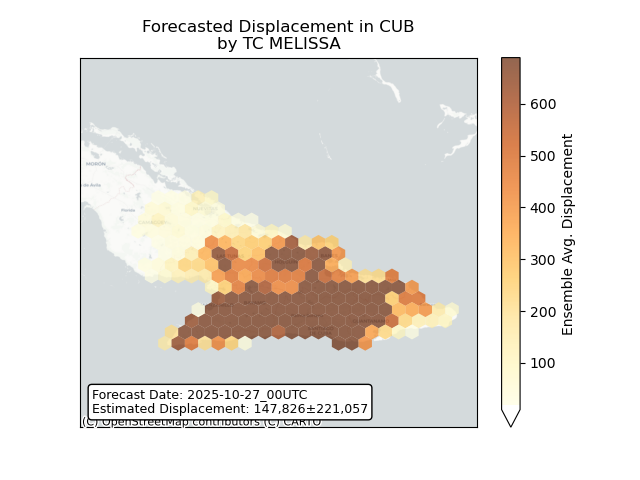 Forecasted Displacement in CUB
by TC MELISSA
MORON
600
500
400
300
200
100
Ensemble Avg. Displacement
Forecast Date: 2025-10-27_00UTC
Estimated Displacement: 147,826±221,057
(C) OpenStreetMap contributors (C) CARTO